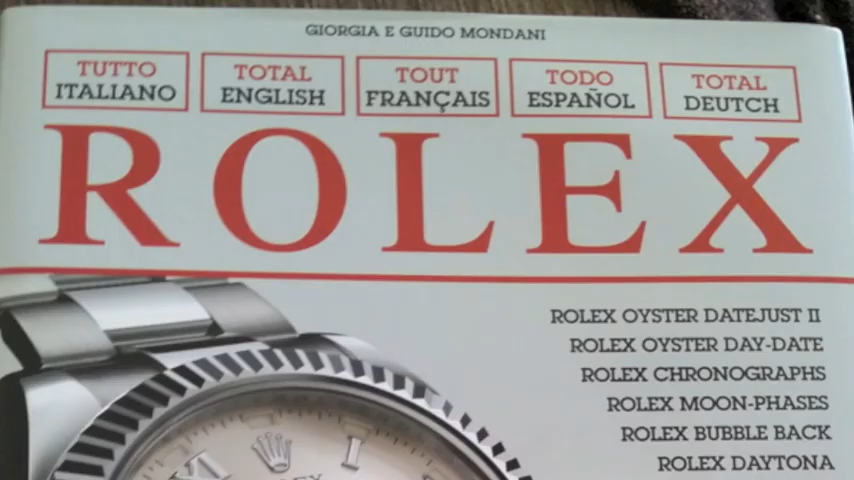 GIORGIA E GUIDO MONDANI
TUTTO ITALIANO
TOTAL ENGLISH
TOUT FRANÇAIS
TODO ESPAÑOL
TOTAL DEUTCH
ROLEX
ROLEX OYSTER DATEJUST II
ROLEX OYSTER DAY-DATE
ROLEX CHRONOGRAPHS
ROLEX MOON-PHASES
ROLEX BUBBLE BACK
ROLEX DAYTONA
XI I